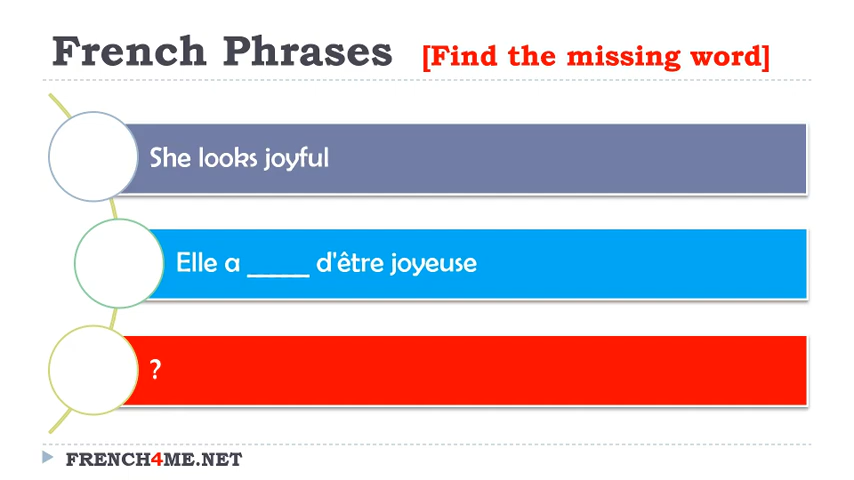 French Phrases [Find the missing word]
She looks joyful
Elle a _____ d'être joyeuse
?
FRENCH4ME.NET